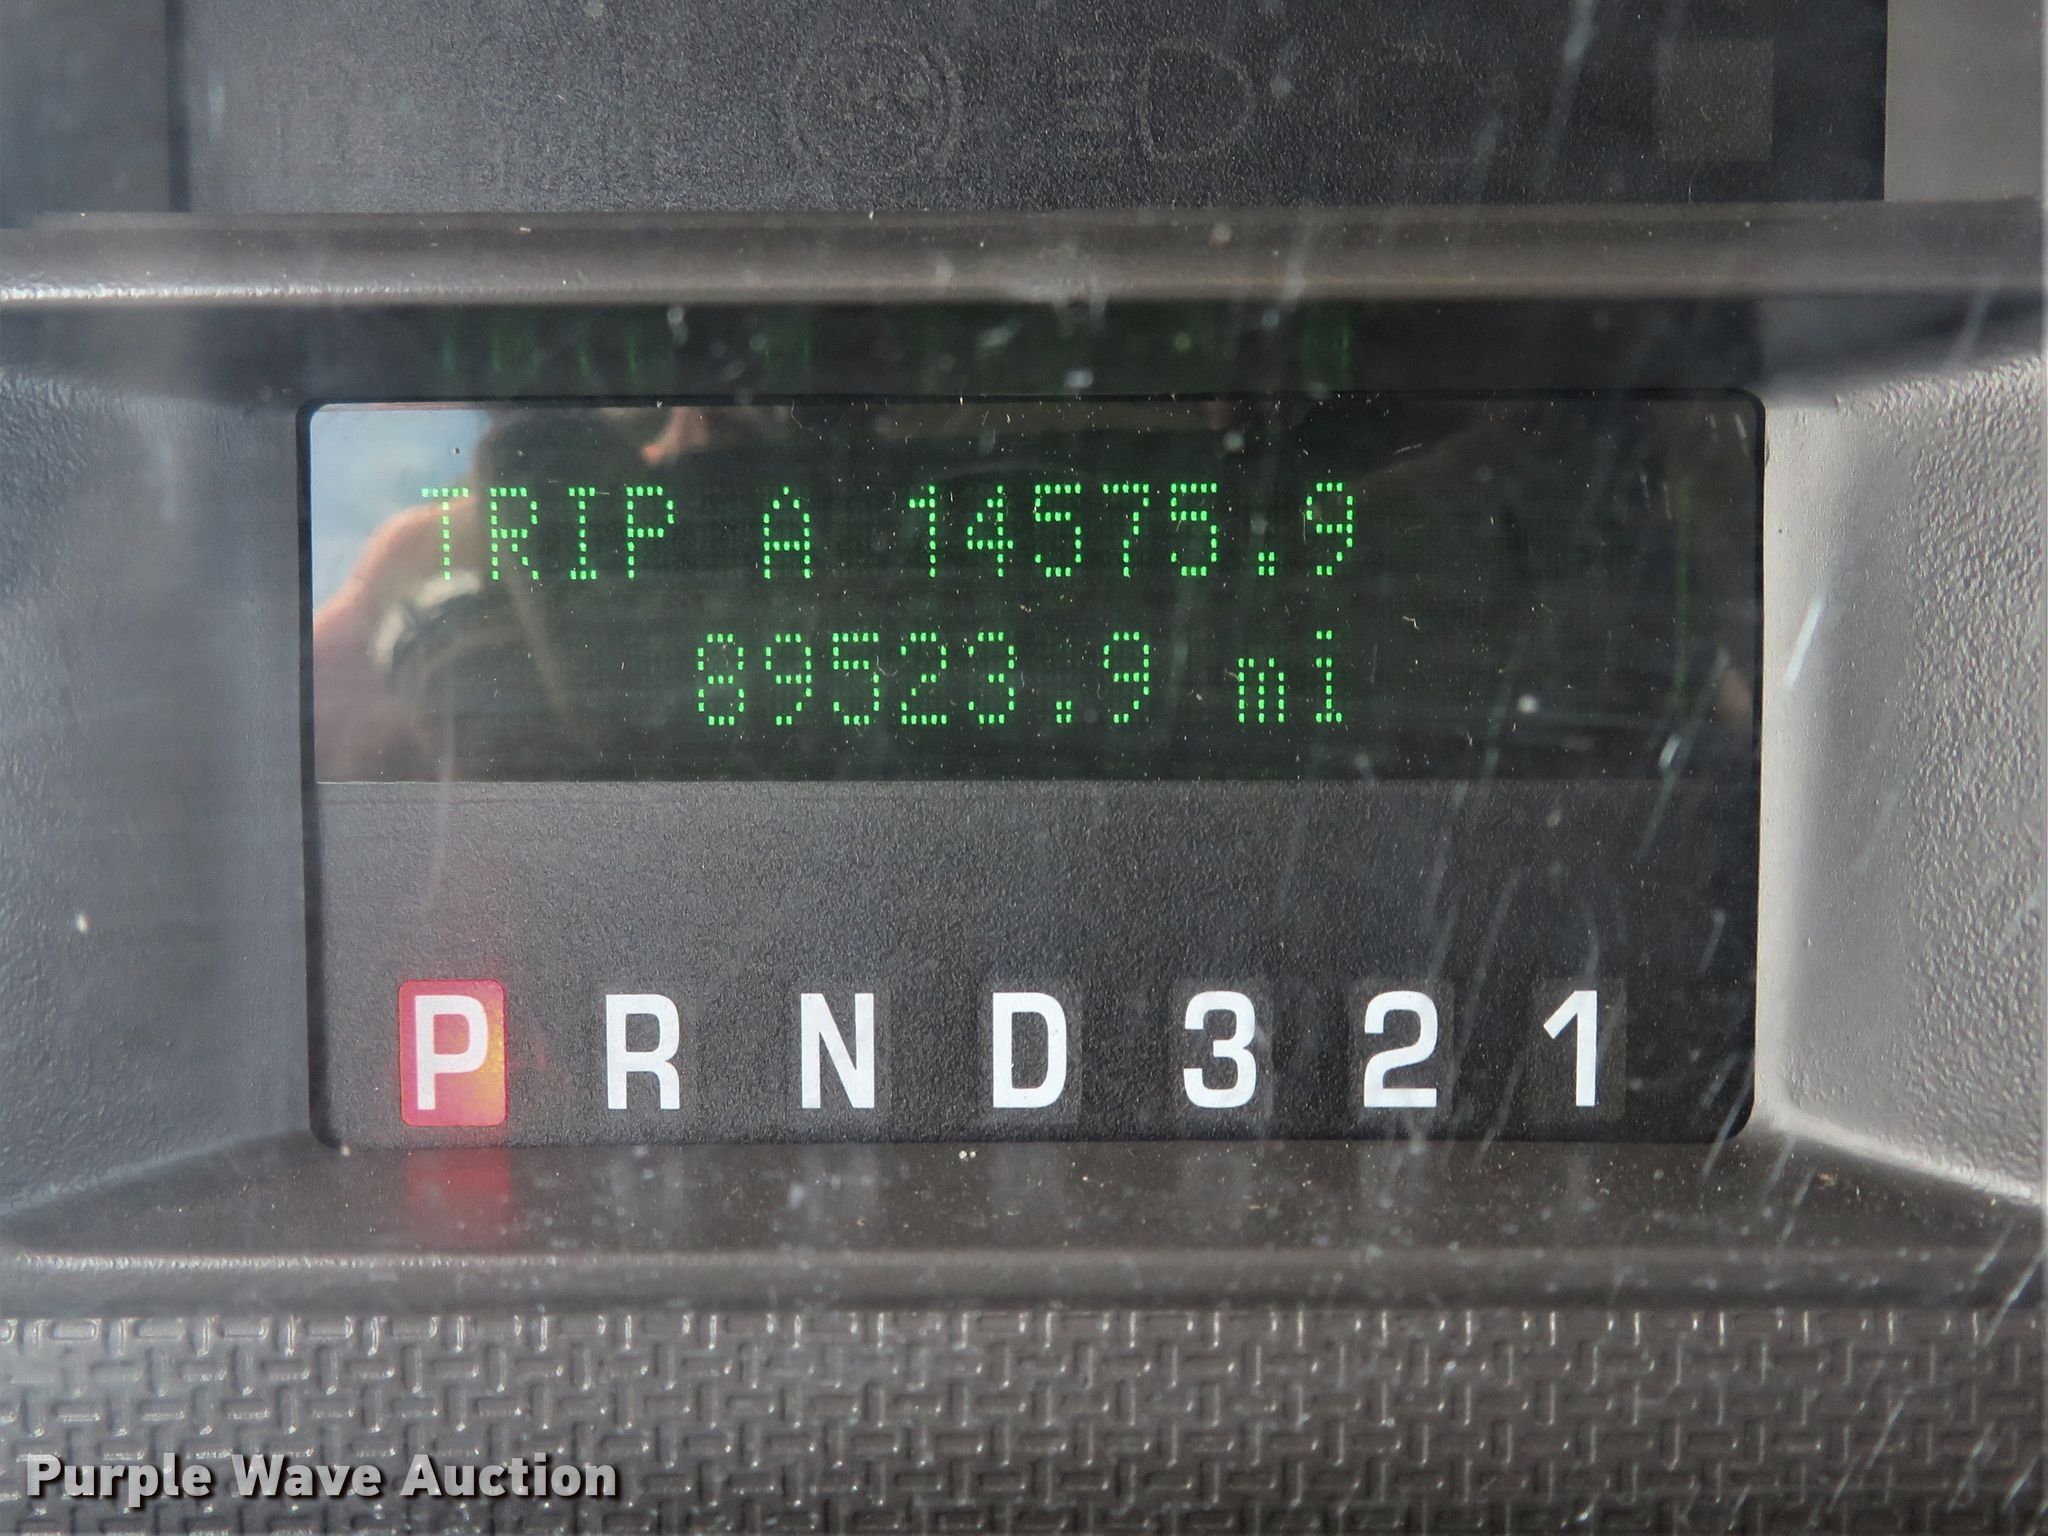 TRIP A 14575.9
89523.9 mi
P R N D 3 2 1
Purple Wave Auction